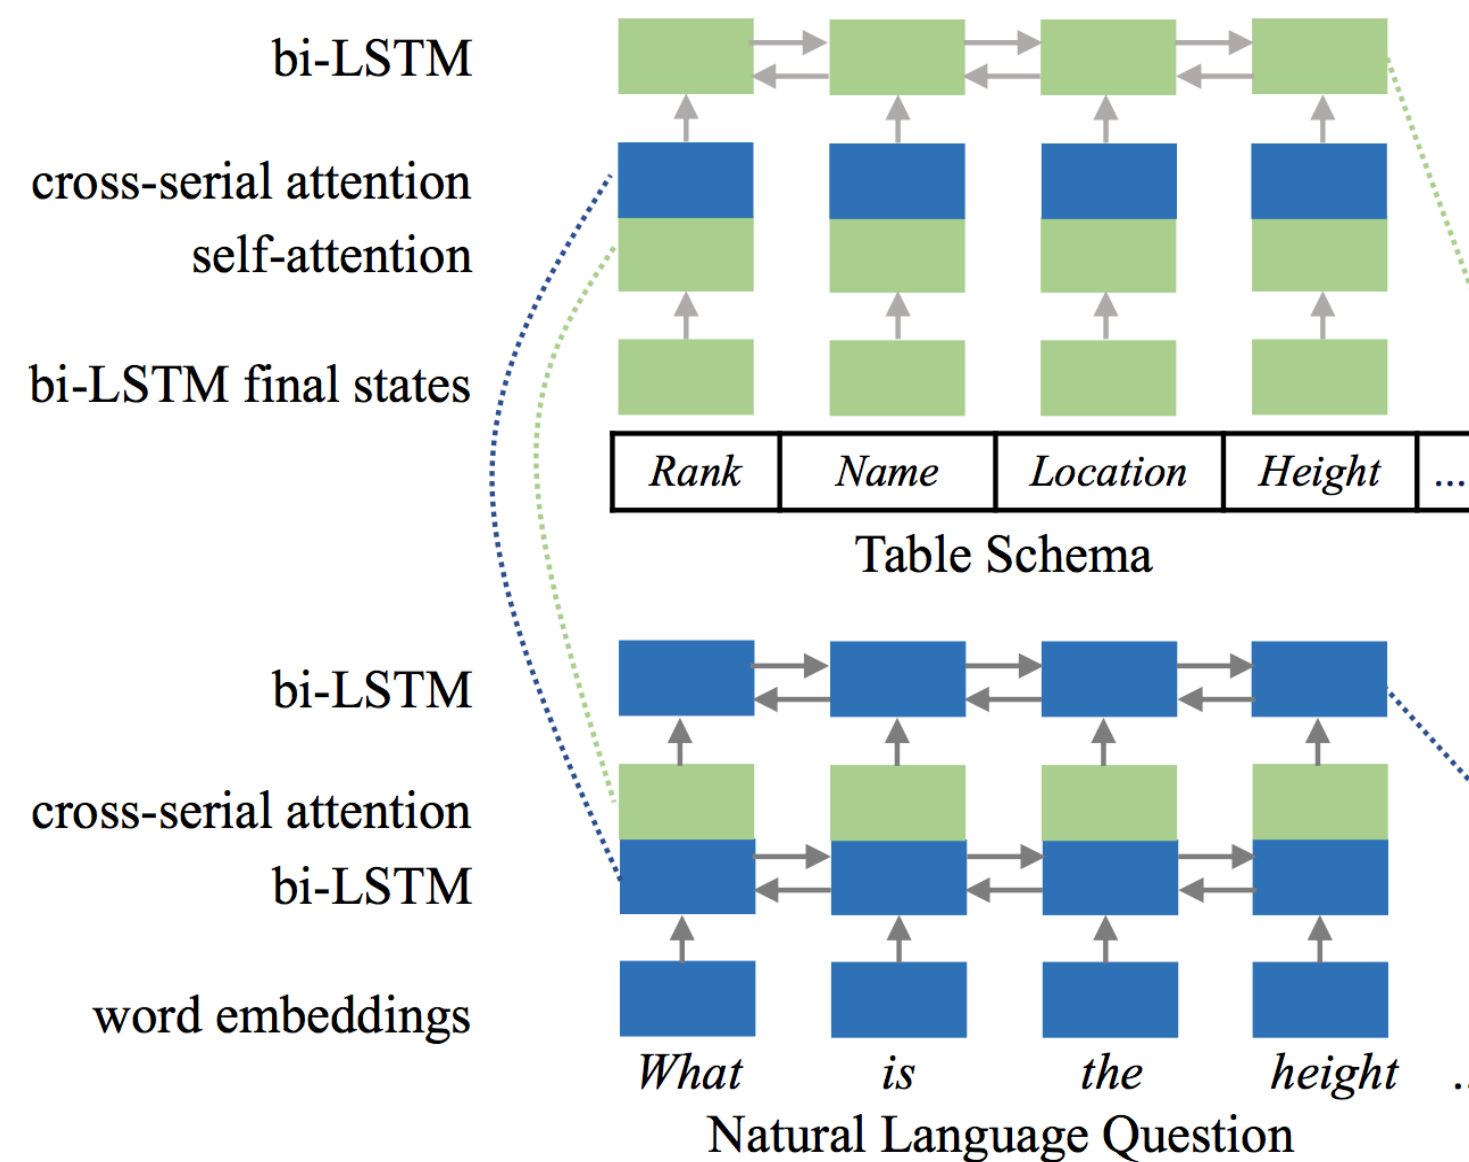 bi-LSTM
cross-serial attention
self-attention
bi-LSTM final states
Rank Name Location Height ...
Table Schema
bi-LSTM
cross-serial attention
bi-LSTM
word embeddings
What is the height ..
Natural Language Question